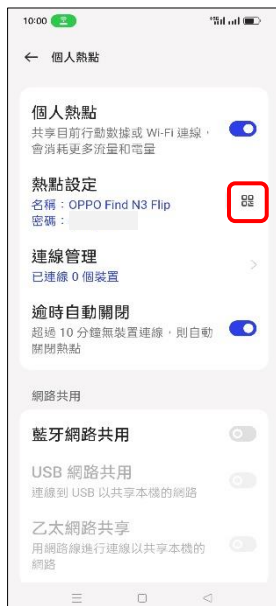 10:00
← 個人熱點
個人熱點
共享目前行動數據或 Wi-Fi 連線，
會消耗更多流量和電量
熱點設定
名稱：OPPO Find N3 Flip
密碼：
連線管理
已連線 0 個裝置
逾時自動關閉
超過 10 分鐘無裝置連線，則自動
關閉熱點
網路共用
藍牙網路共用
USB 網路共用
連線到 USB 以共享本機的網路
乙太網路共享
用網路線進行連線以共享本機的
網路